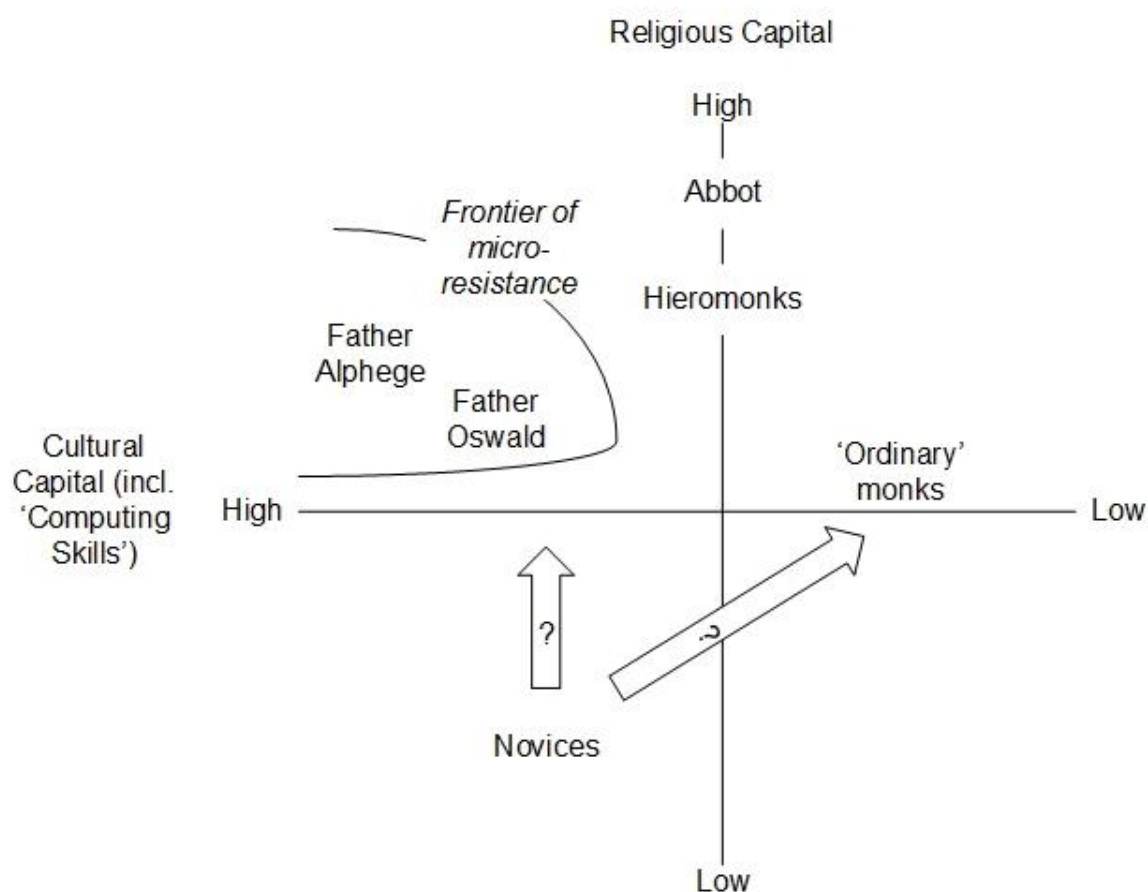 Religious Capital
High
Abbot
Frontier of
micro-
resistance
Hieromonks
Father
Alphege
Father
Oswald
Cultural
Capital (incl.
‘Computing
Skills’)
High
‘Ordinary’
monks
Low
?
?
Novices
Low